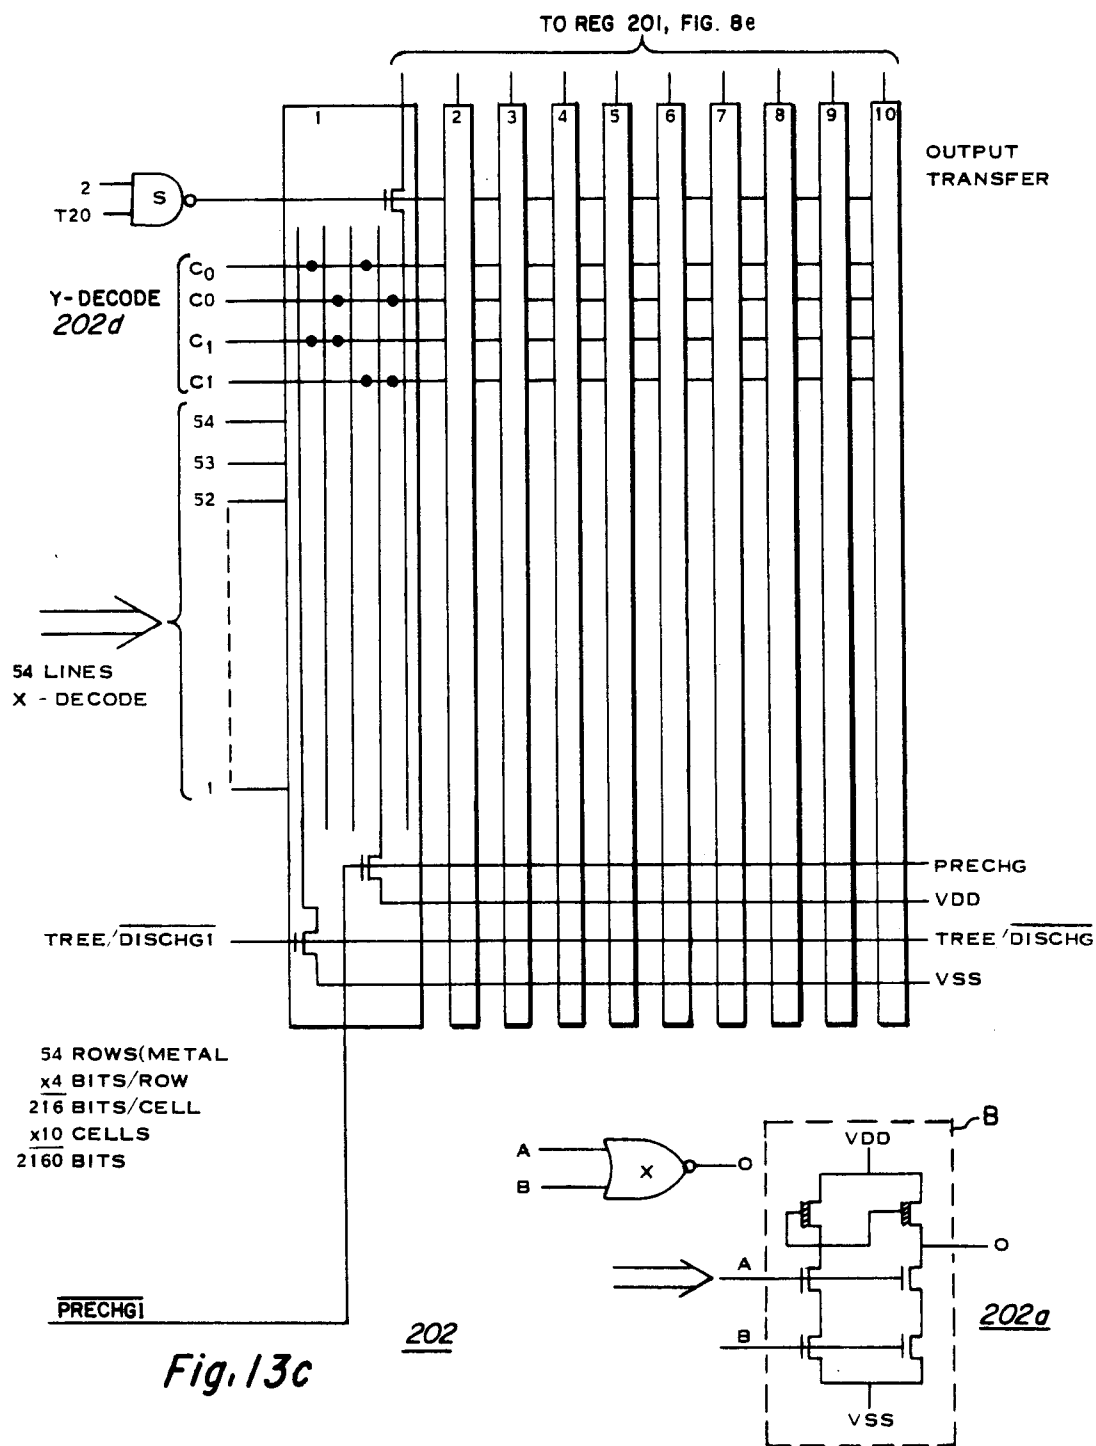 TO REG 201, FIG. 8e
1 2 3 4 5 6 7 8 9 10
OUTPUT
TRANSFER
2
T20
S
Y-DECODE
202d
C0
C0
C1
C1
54
53
52
54 LINES
X - DECODE
1
PRECHG
VDD
TREE/DISCHG1
TREE/DISCHG
VSS
54 ROWS(METAL
x4 BITS/ROW
216 BITS/CELL
x10 CELLS
2160 BITS
A
B
X
O
B
VDD
O
A
B
VSS
202a
PRECHG1
202
Fig. 13c